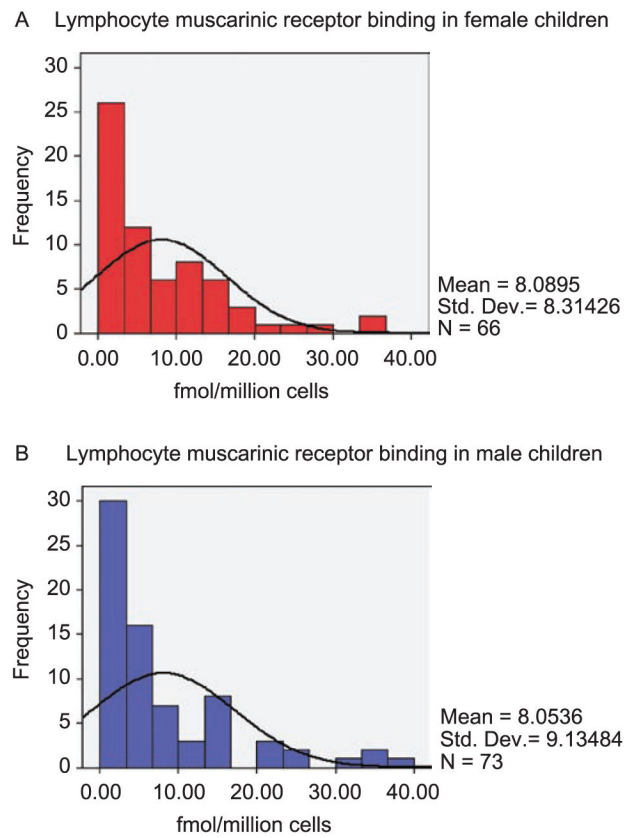 A Lymphocyte muscarinic receptor binding in female children
30
25
20
15
10
5
0
Frequency
0.00 10.00 20.00 30.00 40.00
fmol/million cells
Mean = 8.0895
Std. Dev.= 8.31426
N = 66
B Lymphocyte muscarinic receptor binding in male children
30
25
20
15
10
5
0
Frequency
0.00 10.00 20.00 30.00 40.00
fmol/million cells
Mean = 8.0536
Std. Dev.= 9.13484
N = 73